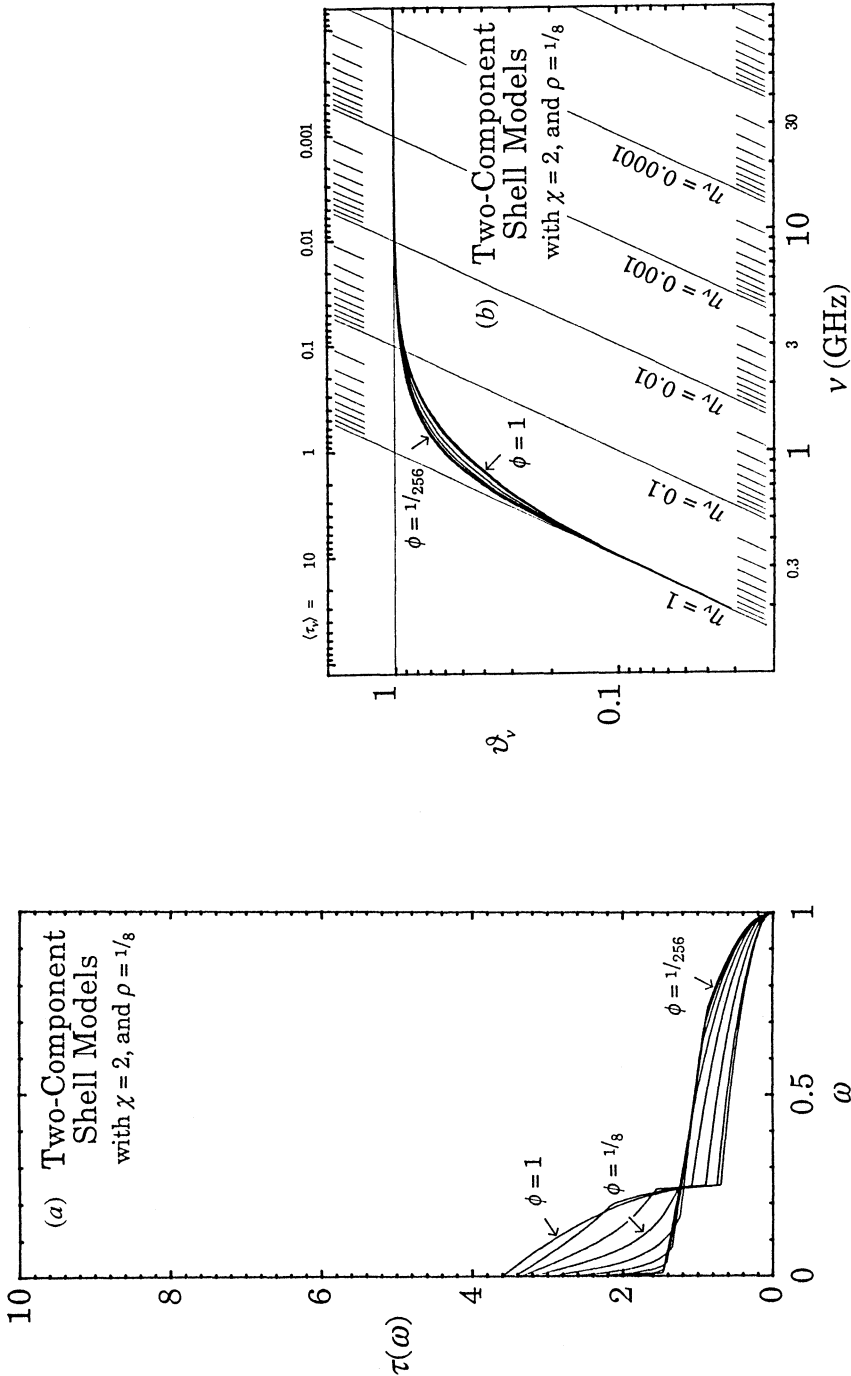 (a) Two-Component
Shell Models
with χ = 2, and ρ = 1/8
10
8
6
4
2
0
τ(ω)
φ = 1
φ = 1/8
φ = 1/256
0
0.5
1
ω
⟨τν⟩ =
10
1
0.1
0.01
0.001
1
0.1
ϑν
φ = 1/256
φ = 1
(b)
Two-Component
Shell Models
with χ = 2, and ρ = 1/8
ην = 1
ην = 0.1
ην = 0.01
ην = 0.001
ην = 0.0001
0.3
1
3
10
30
ν (GHz)